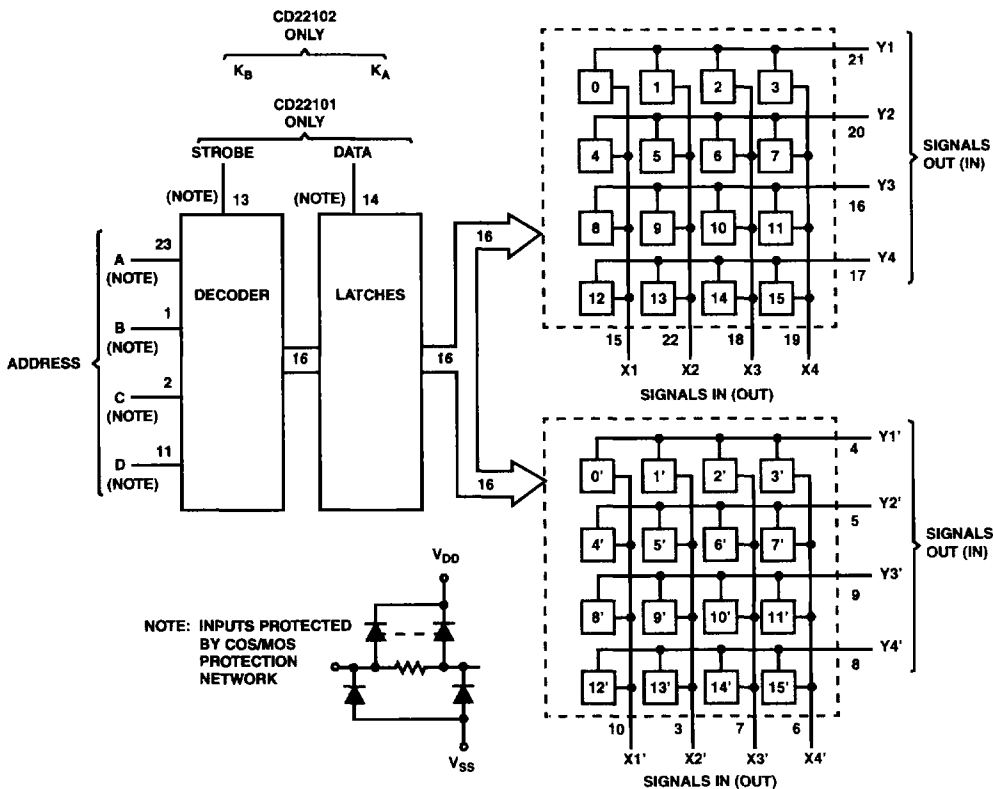 CD22102
ONLY
KB KA
CD22101
ONLY
STROBE DATA
(NOTE) 13 (NOTE) 14
ADDRESS
A 23
(NOTE)
B 1
(NOTE)
C 2
(NOTE)
D 11
(NOTE)
DECODER
16
LATCHES
16
16
16
Y1
21
0 1 2 3
Y2
20
4 5 6 7
Y3
16
8 9 10 11
Y4
17
12 13 14 15
SIGNALS
OUT (IN)
15 22 18 19
X1 X2 X3 X4
SIGNALS IN (OUT)
Y1'
4
0' 1' 2' 3'
Y2'
5
4' 5' 6' 7'
Y3'
9
8' 9' 10' 11'
Y4'
8
12' 13' 14' 15'
SIGNALS
OUT (IN)
10 3 7 6
X1' X2' X3' X4'
SIGNALS IN (OUT)
NOTE: INPUTS PROTECTED
BY COS/MOS
PROTECTION
NETWORK
VDD
VSS